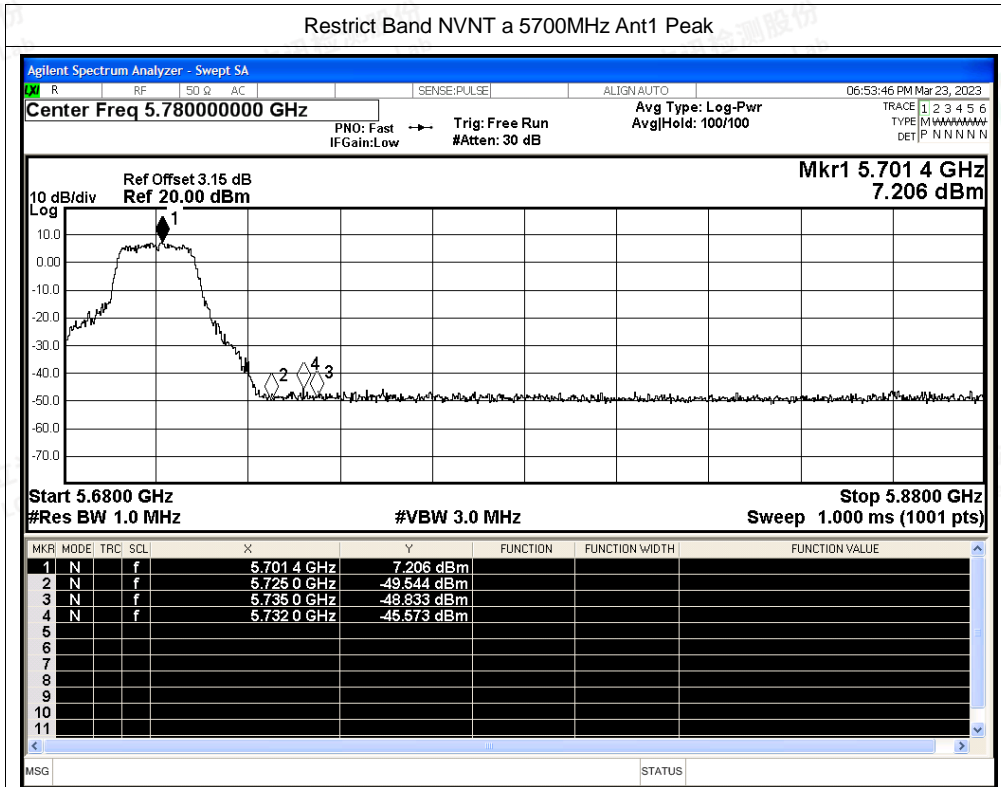 Restrict Band NVNT a 5700MHz Ant1 Peak
Agilent Spectrum Analyzer - Swept SA
LXI R RF 50 Ω AC SENSE:PULSE ALIGN AUTO 06:53:46 PM Mar 23, 2023
Center Freq 5.780000000 GHz Avg Type: Log-Pwr TRACE 1 2 3 4 5 6
PNO: Fast Trig: Free Run Avg|Hold: 100/100 TYPE M
IFGain:Low #Atten: 30 dB DET P N N N N N
Mkr1 5.701 4 GHz
Ref Offset 3.15 dB
10 dB/div Ref 20.00 dBm 7.206 dBm
Log
1
10.0
0.00
-10.0
-20.0
-30.0
-40.0
2 4 3
-50.0
-60.0
-70.0
Start 5.6800 GHz Stop 5.8800 GHz
#Res BW 1.0 MHz #VBW 3.0 MHz Sweep 1.000 ms (1001 pts)
MKR MODE TRC SCL X Y FUNCTION FUNCTION WIDTH FUNCTION VALUE
1 N f 5.701 4 GHz 7.206 dBm
2 N f 5.725 0 GHz -49.544 dBm
3 N f 5.735 0 GHz -48.833 dBm
4 N f 5.732 0 GHz -45.573 dBm
5
6
7
8
9
10
11
MSG STATUS